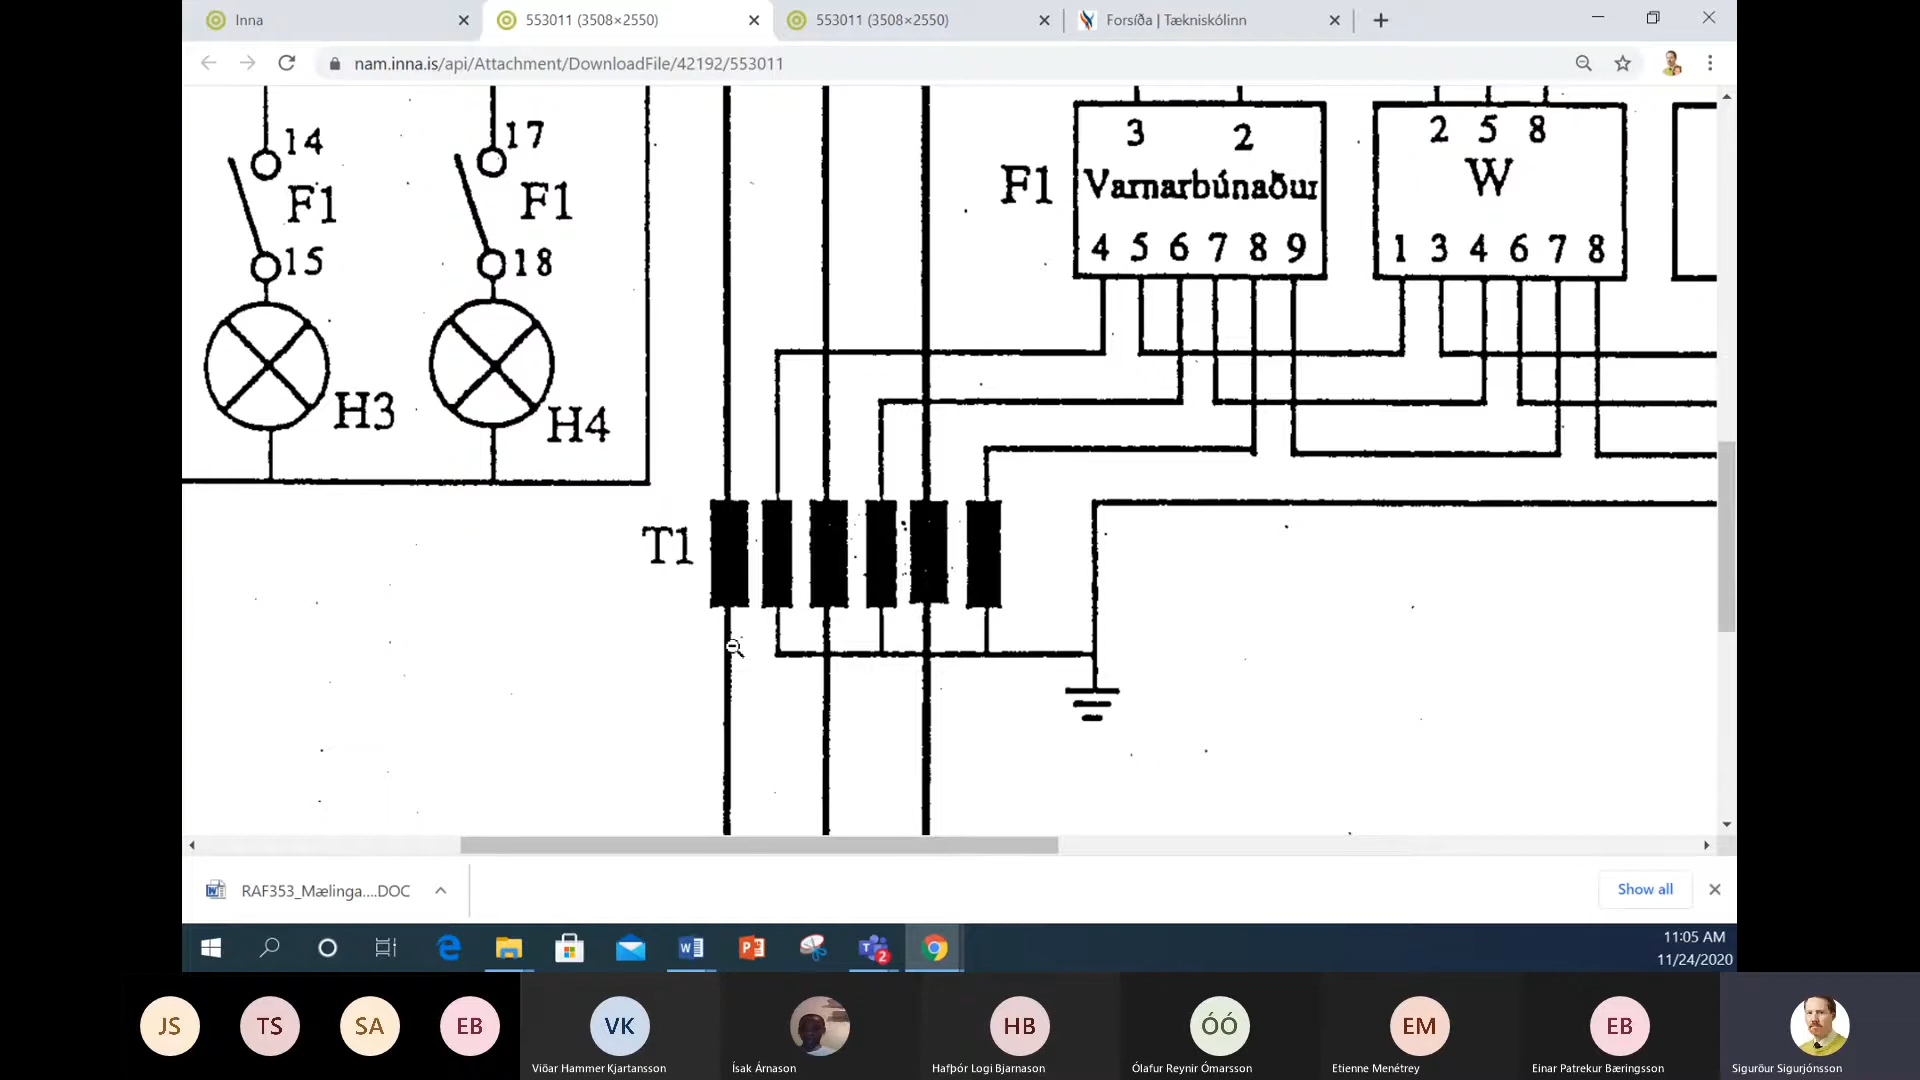 Inna
553011 (3508×2550)
553011 (3508×2550)
Forsíða | Tækniskólinn
nam.inna.is/api/Attachment/DownloadFile/42192/553011
14
F1
15
H3
17
F1
18
H4
F1
3 2
Varnarbúnaður
4 5 6 7 8 9
2 5 8
W
1 3 4 6 7 8
T1
RAF353_Mælinga....DOC
Show all
2
11:05 AM
11/24/2020
JS
TS
SA
EB
VK
HB
ÓÓ
EM
EB
Viðar Hammer Kjartansson
Ísak Árnason
Hafþór Logi Bjarnason
Ólafur Reynir Ómarsson
Etienne Menétrey
Einar Patrekur Bæringsson
Sigurður Sigurjónsson